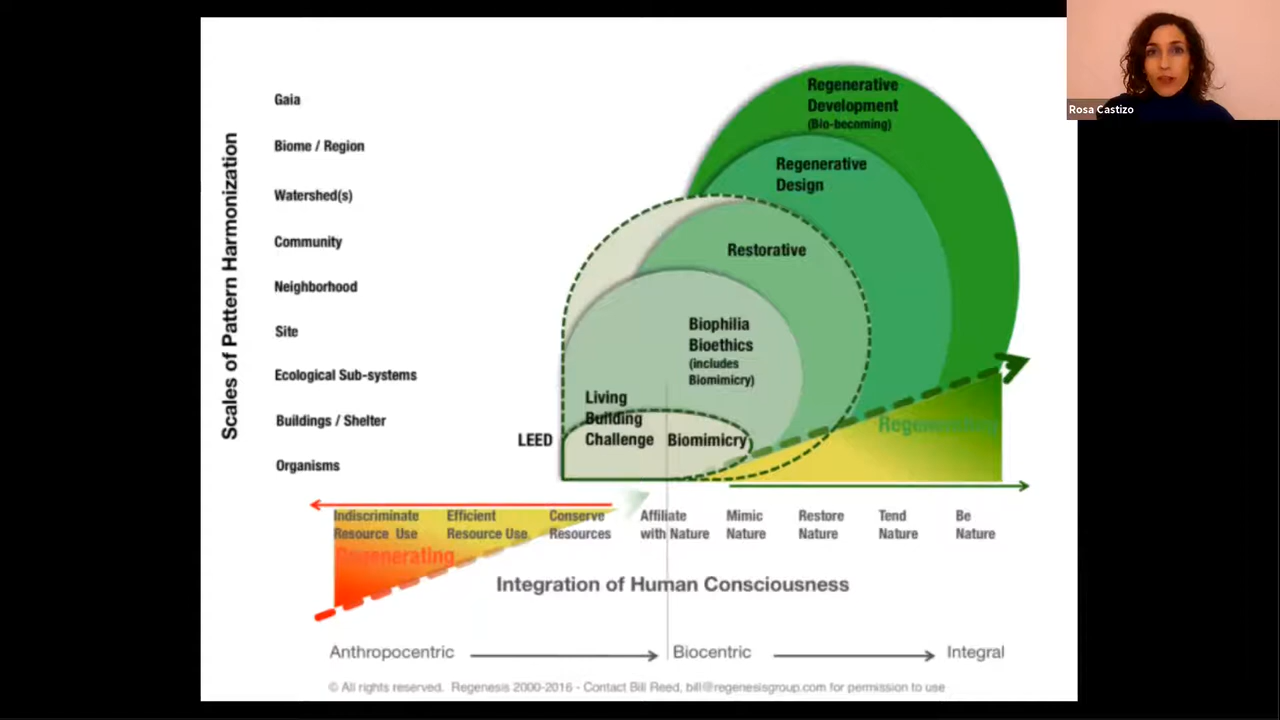 Rosa Castizo
Scales of Pattern Harmonization
Gaia
Biome / Region
Watershed(s)
Community
Neighborhood
Site
Ecological Sub-systems
Buildings / Shelter
Organisms
Regenerative
Development
(Bio-becoming)
Regenerative
Design
Restorative
Biophilia
Bioethics
(includes
Biomimicry)
Living
Building
Challenge
Biomimicry
LEED
Regenerating
Indiscriminate
Resource Use
Efficient
Resource Use
Conserve
Resources
Affiliate
with Nature
Mimic
Nature
Restore
Nature
Tend
Nature
Be
Nature
Integration of Human Consciousness
Anthropocentric
Biocentric
Integral
© All rights reserved. Regenesis 2000-2016 - Contact Bill Reed, bill@regenesisgroup.com for permission to use